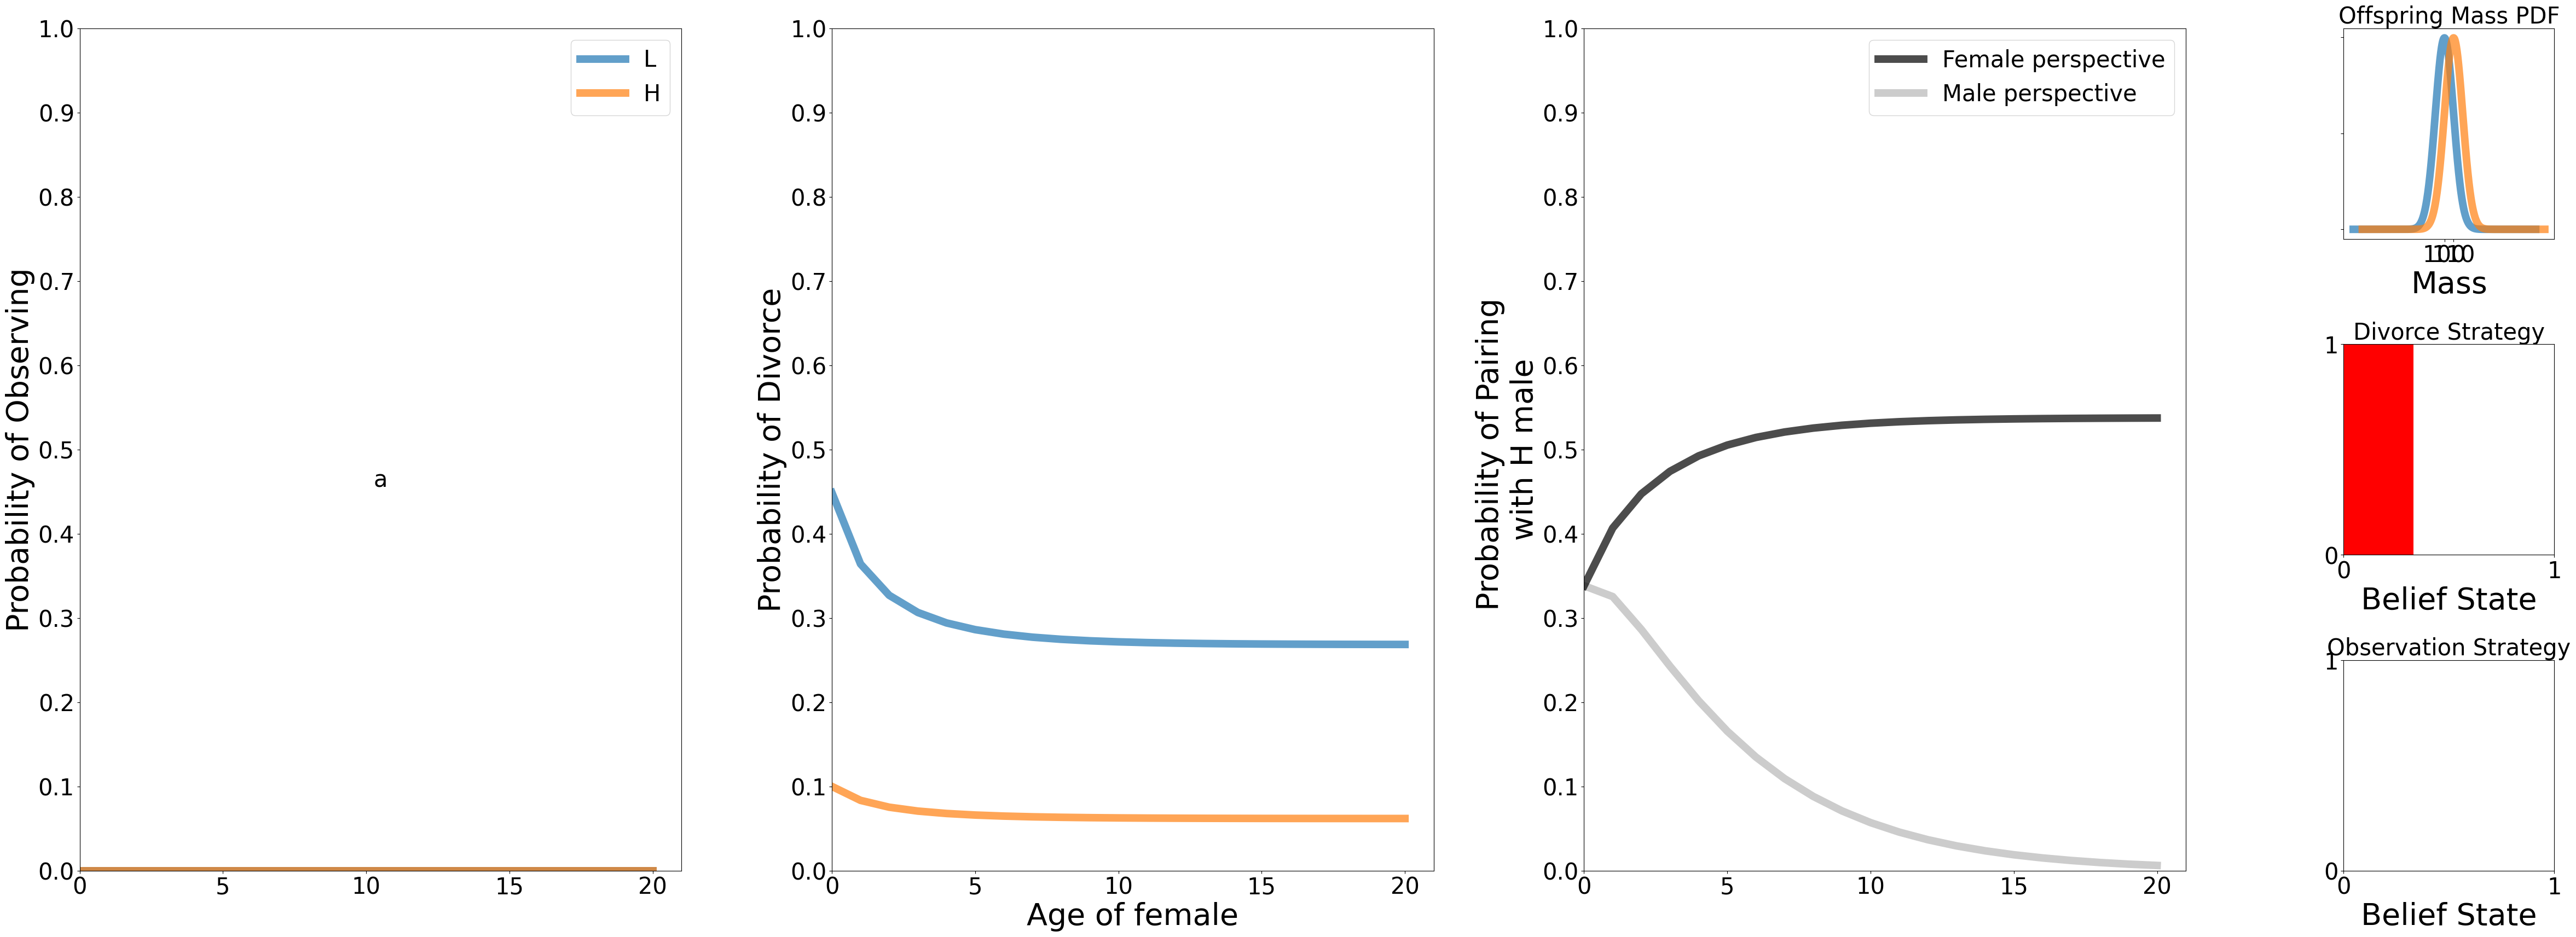 Probability of Observing
1.0
0.9
0.8
0.7
0.6
0.5
0.4
0.3
0.2
0.1
0.0
0 5 10 15 20
L
H
a
Probability of Divorce
1.0
0.9
0.8
0.7
0.6
0.5
0.4
0.3
0.2
0.1
0.0
0 5 10 15 20
Age of female
Probability of Pairing
with H male
1.0
0.9
0.8
0.7
0.6
0.5
0.4
0.3
0.2
0.1
0.0
0 5 10 15 20
Female perspective
Male perspective
Offspring Mass PDF
100 110
Mass
Divorce Strategy
1
0
0 1
Belief State
Observation Strategy
1
0
0 1
Belief State